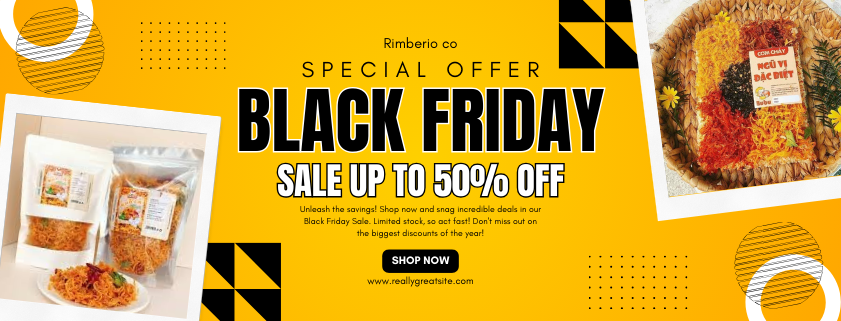 Rimberio co
SPECIAL OFFER
BLACK FRIDAY
SALE UP TO 50% OFF
Unleash the savings! Shop now and snag incredible deals in our
Black Friday Sale. Limited stock, so act fast! Don't miss out on
the biggest discounts of the year!
SHOP NOW
www.reallygreatsite.com
CƠM CHÁY
NGŨ VỊ
ĐẶC BIỆT